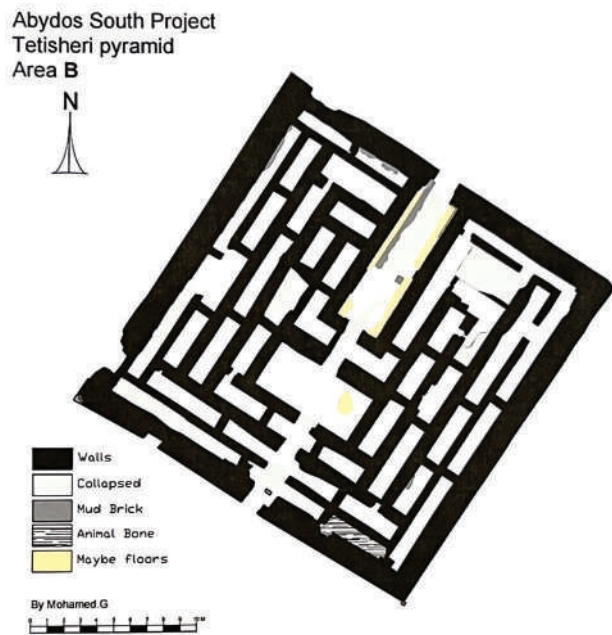 Abydos South Project
Tetisheri pyramid
Area B
N
Walls
Collapsed
Mud Brick
Animal Bone
Maybe floors
By Mohamed.G